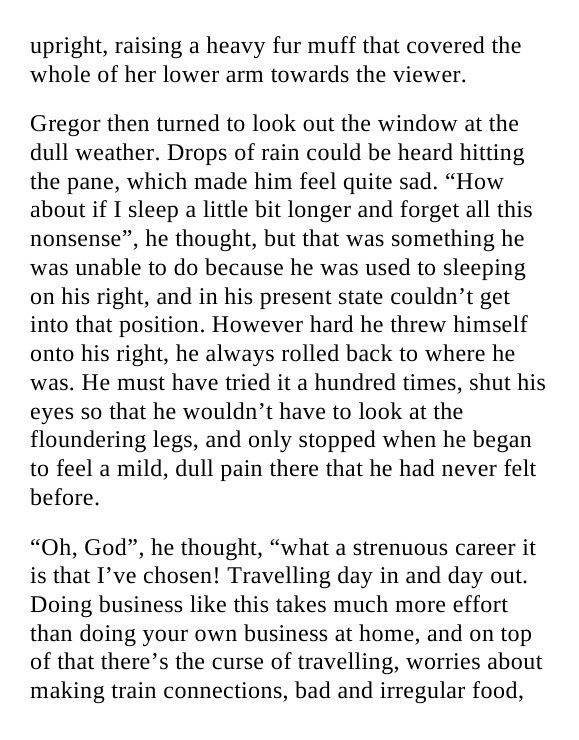 upright, raising a heavy fur muff that covered the
whole of her lower arm towards the viewer.
Gregor then turned to look out the window at the
dull weather. Drops of rain could be heard hitting
the pane, which made him feel quite sad. “How
about if I sleep a little bit longer and forget all this
nonsense”, he thought, but that was something he
was unable to do because he was used to sleeping
on his right, and in his present state couldn’t get
into that position. However hard he threw himself
onto his right, he always rolled back to where he
was. He must have tried it a hundred times, shut his
eyes so that he wouldn’t have to look at the
floundering legs, and only stopped when he began
to feel a mild, dull pain there that he had never felt
before.
“Oh, God”, he thought, “what a strenuous career it
is that I’ve chosen! Travelling day in and day out.
Doing business like this takes much more effort
than doing your own business at home, and on top
of that there’s the curse of travelling, worries about
making train connections, bad and irregular food,